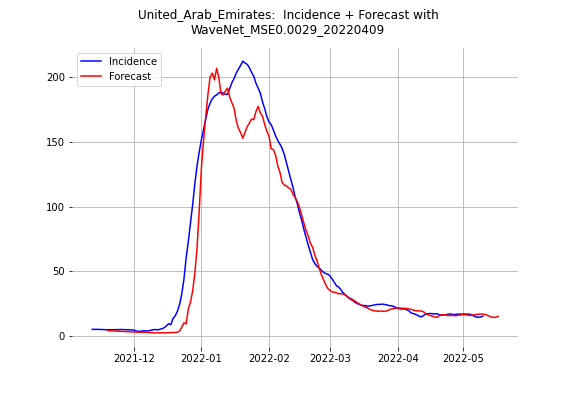 United_Arab_Emirates:  Incidence + Forecast with
WaveNet_MSE0.0029_20220409
Incidence
Forecast
200
150
100
50
0
2021-12
2022-01
2022-02
2022-03
2022-04
2022-05